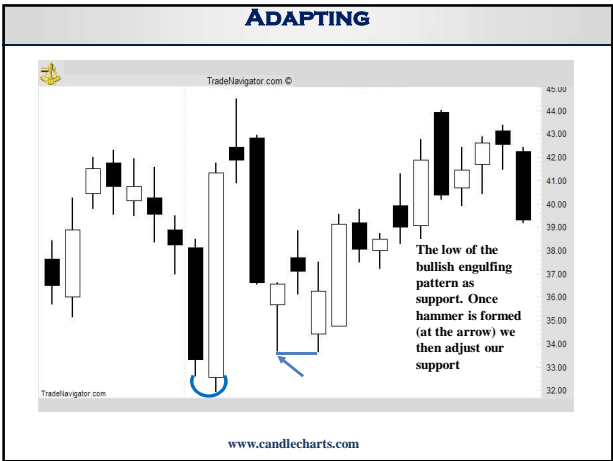 ADAPTING
TradeNavigator.com ©
45.00
44.00
43.00
42.00
41.00
40.00
39.00
38.00
37.00
36.00
35.00
34.00
33.00
32.00
The low of the
bullish engulfing
pattern as
support. Once
hammer is formed
(at the arrow) we
then adjust our
support
TradeNavigator.com
www.candlecharts.com